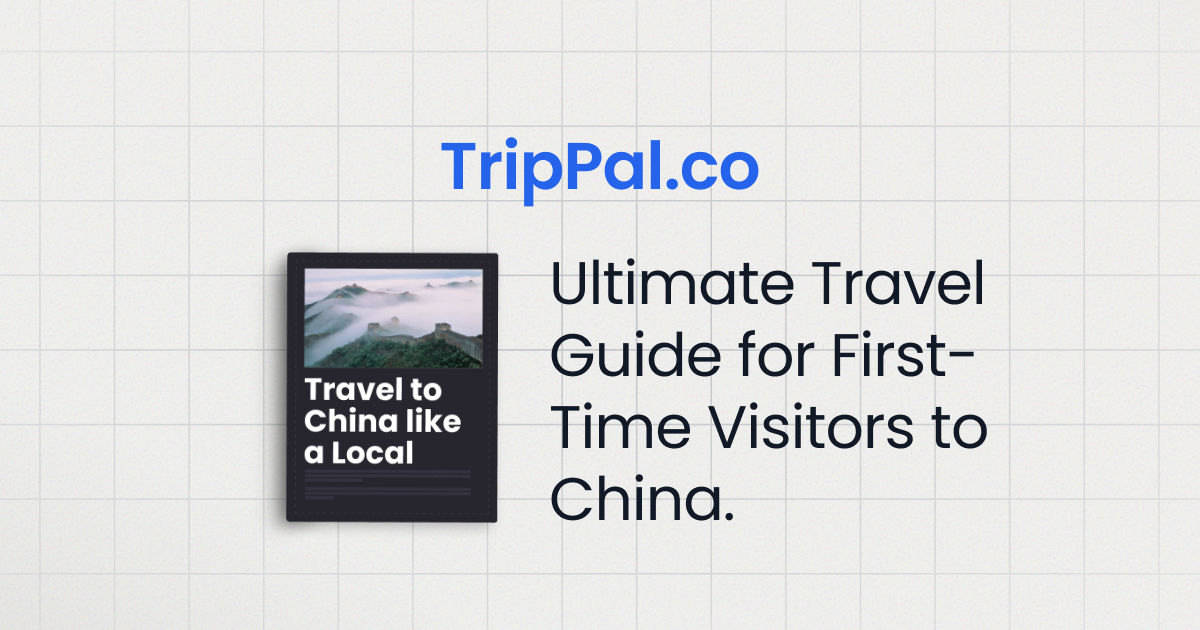 TripPal.co
Travel to
China like
a Local
Ultimate Travel
Guide for First-
Time Visitors to
China.